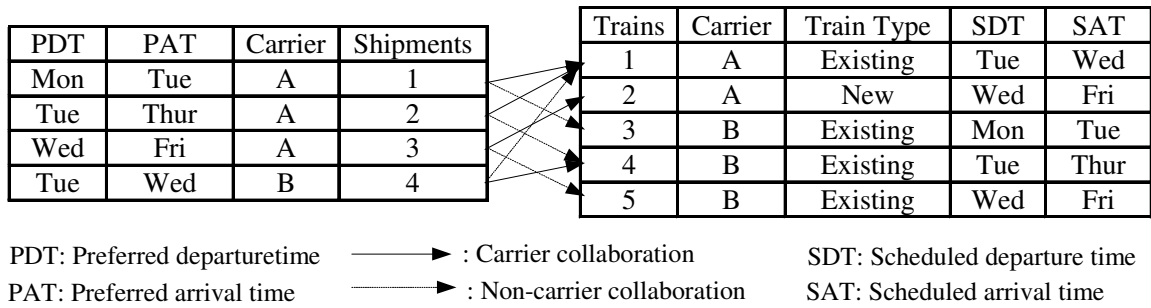 PDT PAT Carrier Shipments
Mon Tue A 1
Tue Thur A 2
Wed Fri A 3
Tue Wed B 4
Trains Carrier Train Type SDT SAT
1 A Existing Tue Wed
2 A New Wed Fri
3 B Existing Mon Tue
4 B Existing Tue Thur
5 B Existing Wed Fri
PDT: Preferred departuretime
: Carrier collaboration
SDT: Scheduled departure time
PAT: Preferred arrival time
: Non-carrier collaboration
SAT: Scheduled arrival time